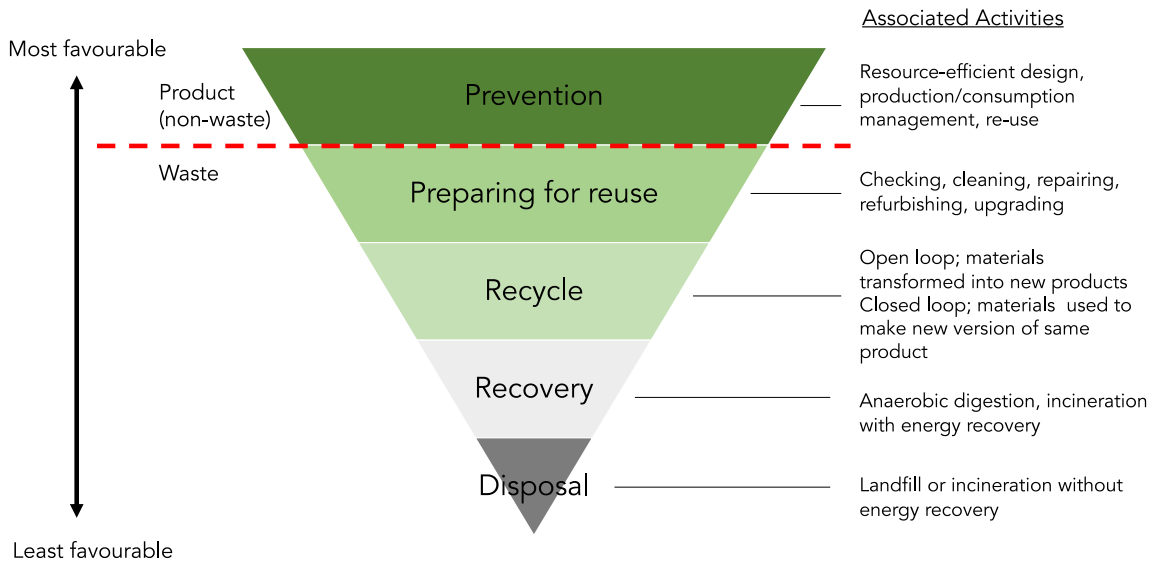 Associated Activities
Most favourable
Product
(non-waste)
Prevention
Resource-efficient design,
production/consumption
management, re-use
Waste
Preparing for reuse
Checking, cleaning, repairing,
refurbishing, upgrading
Recycle
Open loop; materials
transformed into new products
Closed loop; materials used to
make new version of same
product
Recovery
Anaerobic digestion, incineration
with energy recovery
Disposal
Landfill or incineration without
energy recovery
Least favourable